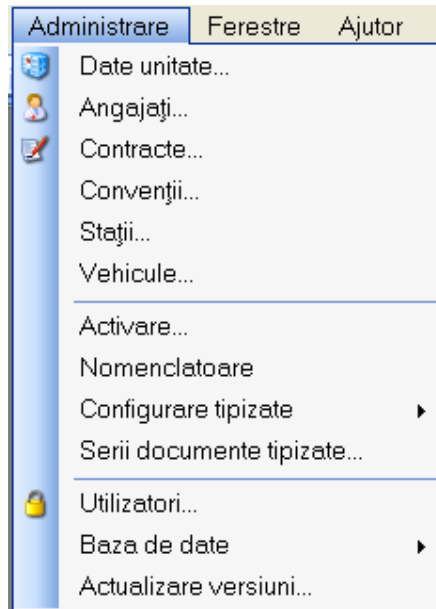 Administrare Ferestre Ajutor
Date unitate...
Angajaţi...
Contracte...
Convenţii...
Staţii...
Vehicule...
Activare...
Nomenclatoare
Configurare tipizate
Serii documente tipizate...
Utilizatori...
Baza de date
Actualizare versiuni...